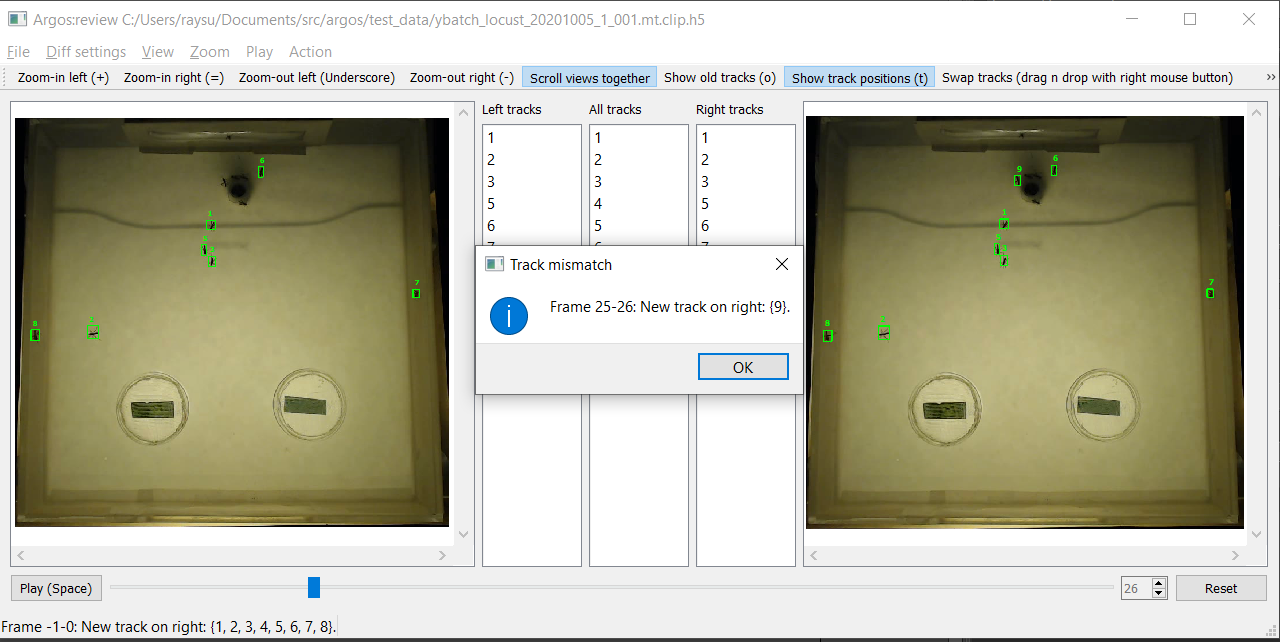 Argos:review C:/Users/raysu/Documents/src/argos/test_data/ybatch_locust_20201005_1_001.mt.clip.h5
File Diff settings View Zoom Play Action
Zoom-in left (+) Zoom-in right (=) Zoom-out left (Underscore) Zoom-out right (-) Scroll views together Show old tracks (o) Show track positions (t) Swap tracks (drag n drop with right mouse button) »
Left tracks All tracks Right tracks
1 1 1
2 2 2
3 3 3
5 4 5
6 5 6
6
1
7
8
9 6
1
7
8
Track mismatch
Frame 25-26: New track on right: {9}.
OK
Play (Space) 26 Reset
Frame -1-0: New track on right: {1, 2, 3, 4, 5, 6, 7, 8}.